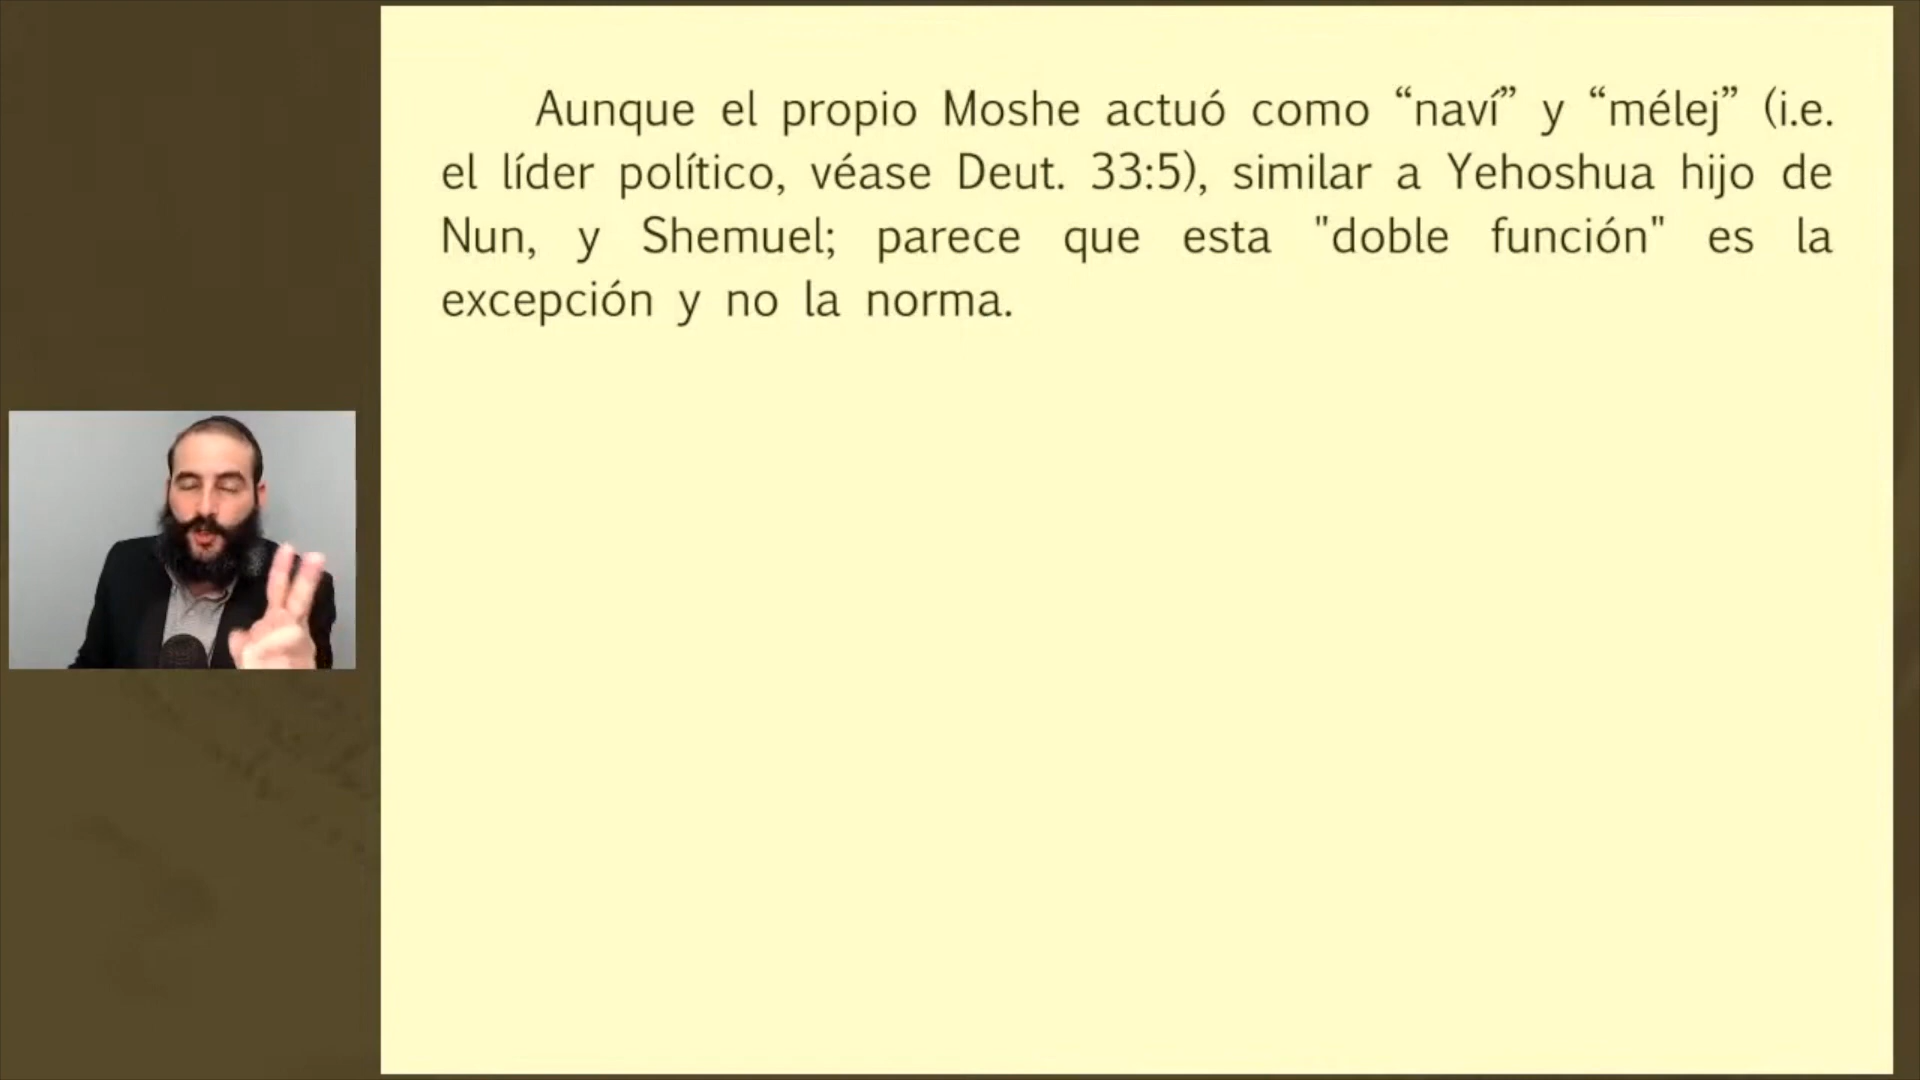 Aunque el propio Moshe actuó como “naví” y “mélej” (i.e.
el líder político, véase Deut. 33:5), similar a Yehoshua hijo de
Nun, y Shemuel; parece que esta "doble función" es la
excepción y no la norma.